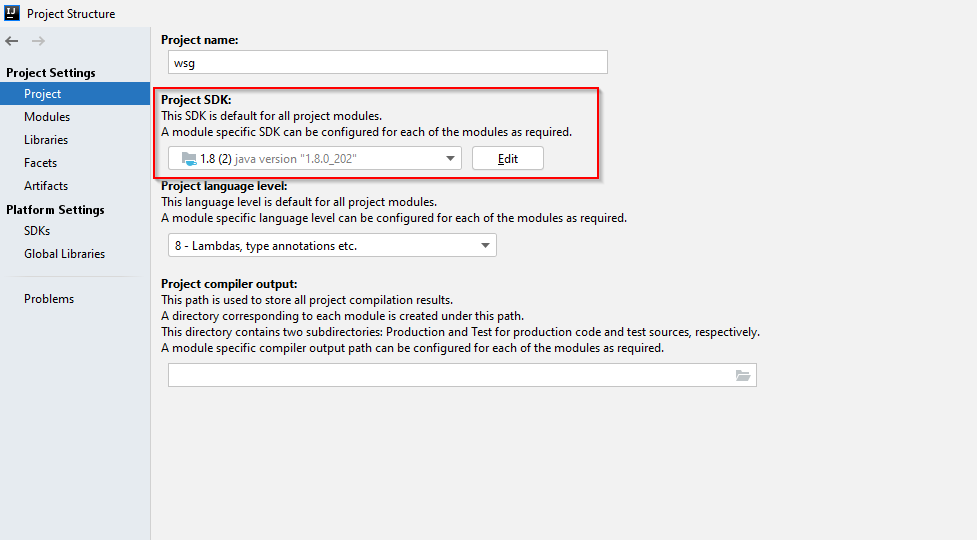 IJ Project Structure
Project Settings
Project
Modules
Libraries
Facets
Artifacts
Platform Settings
SDKs
Global Libraries
Problems
Project name:
wsg
Project SDK:
This SDK is default for all project modules.
A module specific SDK can be configured for each of the modules as required.
1.8 (2) java version "1.8.0_202" Edit
Project language level:
This language level is default for all project modules.
A module specific language level can be configured for each of the modules as required.
8 - Lambdas, type annotations etc.
Project compiler output:
This path is used to store all project compilation results.
A directory corresponding to each module is created under this path.
This directory contains two subdirectories: Production and Test for production code and test sources, respectively.
A module specific compiler output path can be configured for each of the modules as required.